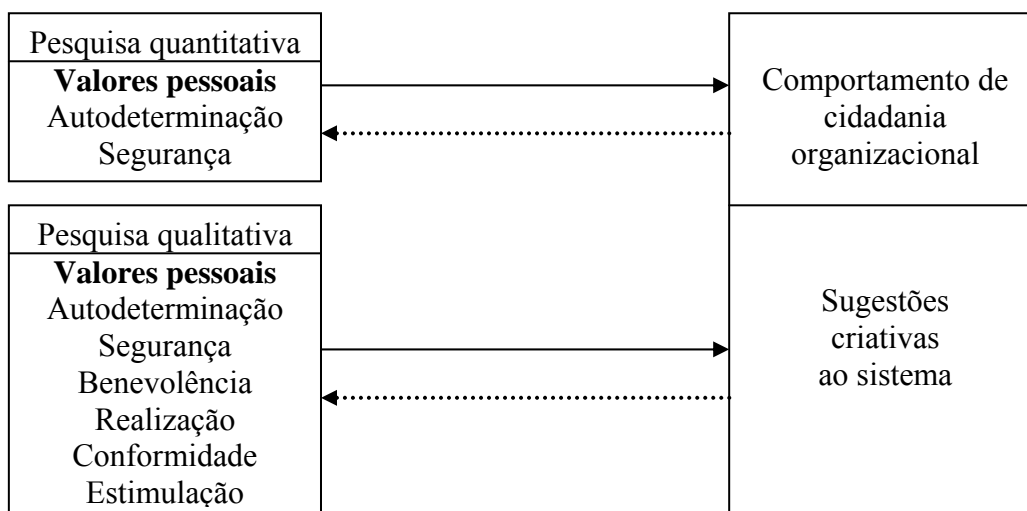 Pesquisa quantitativa
Valores pessoais
Autodeterminação
Segurança
Comportamento de
cidadania
organizacional
Pesquisa qualitativa
Valores pessoais
Autodeterminação
Segurança
Benevolência
Realização
Conformidade
Estimulação
Sugestões
criativas
ao sistema